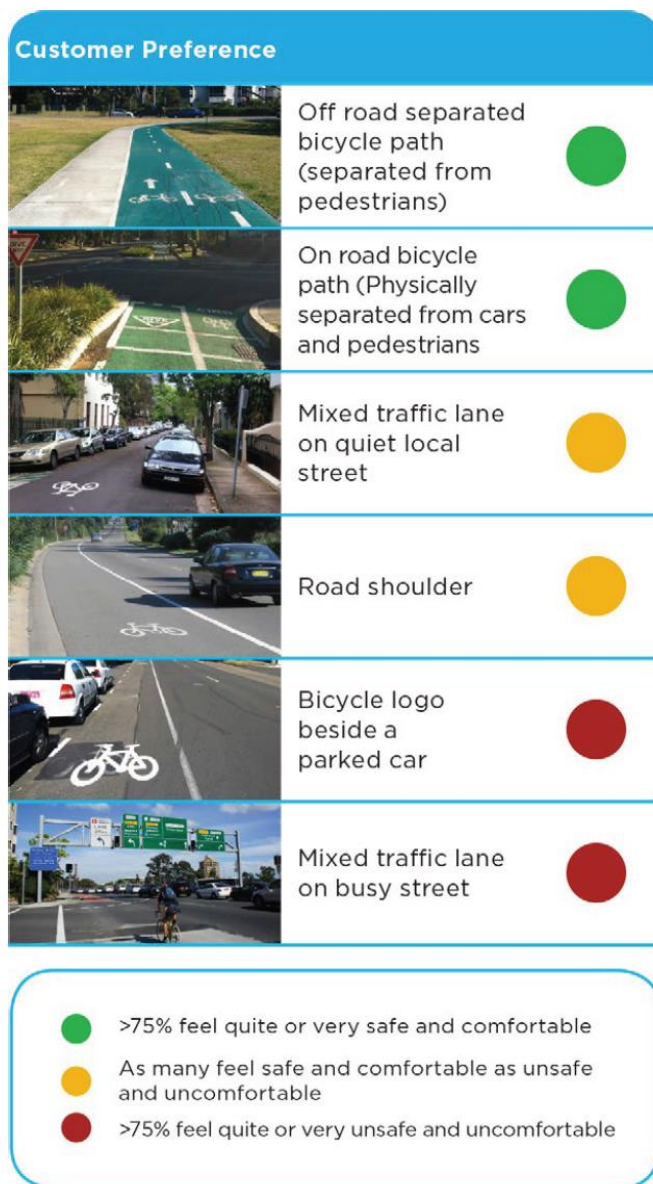 Customer Preference
Off road separated
bicycle path
(separated from
pedestrians)
On road bicycle
path (Physically
separated from cars
and pedestrians
Mixed traffic lane
on quiet local
street
Road shoulder
Bicycle logo
beside a
parked car
Mixed traffic lane
on busy street
>75% feel quite or very safe and comfortable
As many feel safe and comfortable as unsafe
and uncomfortable
>75% feel quite or very unsafe and uncomfortable